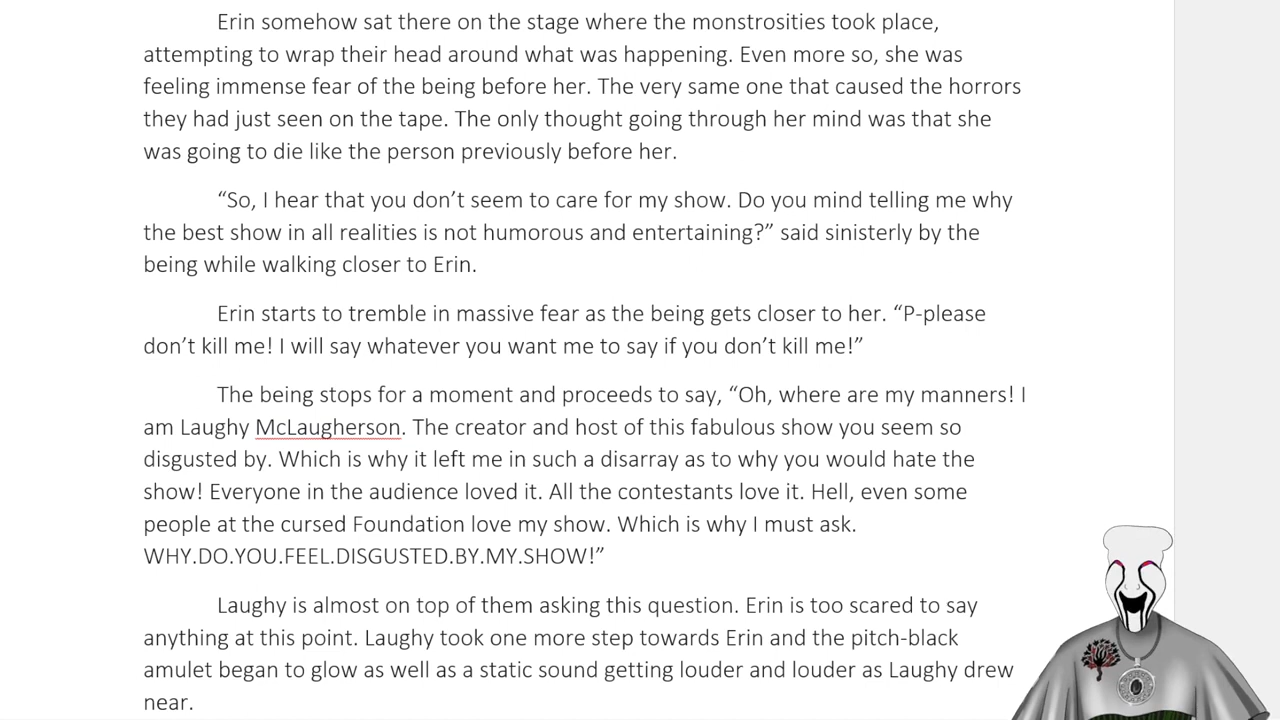 Erin somehow sat there on the stage where the monstrosities took place,
attempting to wrap their head around what was happening. Even more so, she was
feeling immense fear of the being before her. The very same one that caused the horrors
they had just seen on the tape. The only thought going through her mind was that she
was going to die like the person previously before her.
“So, I hear that you don’t seem to care for my show. Do you mind telling me why
the best show in all realities is not humorous and entertaining?” said sinisterly by the
being while walking closer to Erin.
Erin starts to tremble in massive fear as the being gets closer to her. “P-please
don’t kill me! I will say whatever you want me to say if you don’t kill me!”
The being stops for a moment and proceeds to say, “Oh, where are my manners! I
am Laughy McLaugherson. The creator and host of this fabulous show you seem so
disgusted by. Which is why it left me in such a disarray as to why you would hate the
show! Everyone in the audience loved it. All the contestants love it. Hell, even some
people at the cursed Foundation love my show. Which is why I must ask.
WHY.DO.YOU.FEEL.DISGUSTED.BY.MY.SHOW!”
Laughy is almost on top of them asking this question. Erin is too scared to say
anything at this point. Laughy took one more step towards Erin and the pitch-black
amulet began to glow as well as a static sound getting louder and louder as Laughy drew
near.